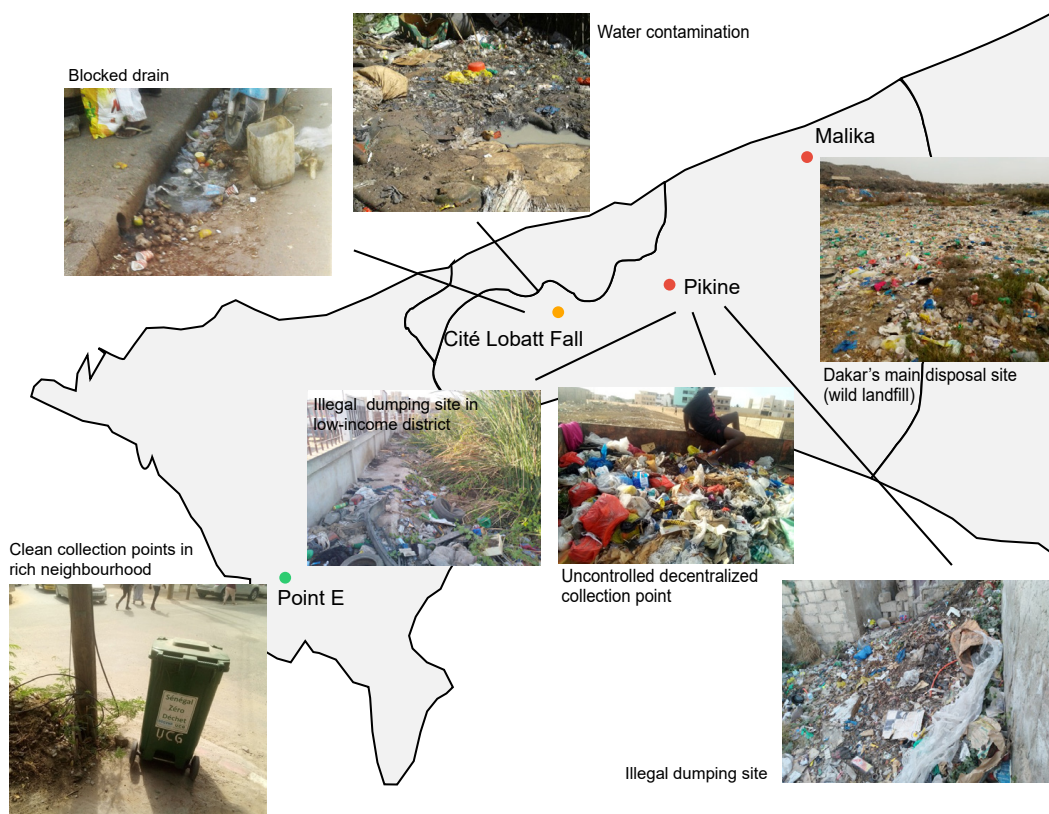 Water contamination
Blocked drain
Malika
Pikine
Cité Lobatt Fall
Dakar's main disposal site
(wild landfill)
Illegal dumping site in
low-income district
Clean collection points in
rich neighbourhood
Uncontrolled decentralized
collection point
Point E
Sénégal
Zéro
Déchet
UCG
Illegal dumping site